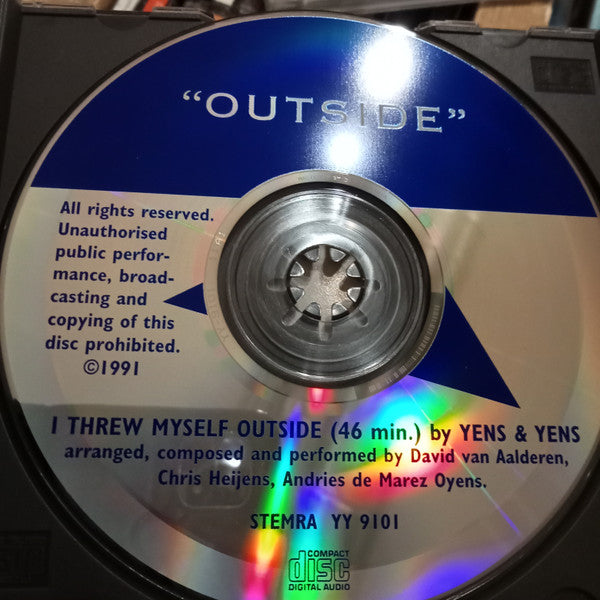 “OUTSIDE”
All rights reserved.
Unauthorised
public perfor-
mance, broad-
casting and
copying of this
disc prohibited.
©1991
I THREW MYSELF OUTSIDE (46 min.) by YENS & YENS
arranged, composed and performed by David van Aalderen,
Chris Heijens, Andries de Marez Oyens.
STEMRA YY 9101
COMPACT
disc
DIGITAL AUDIO